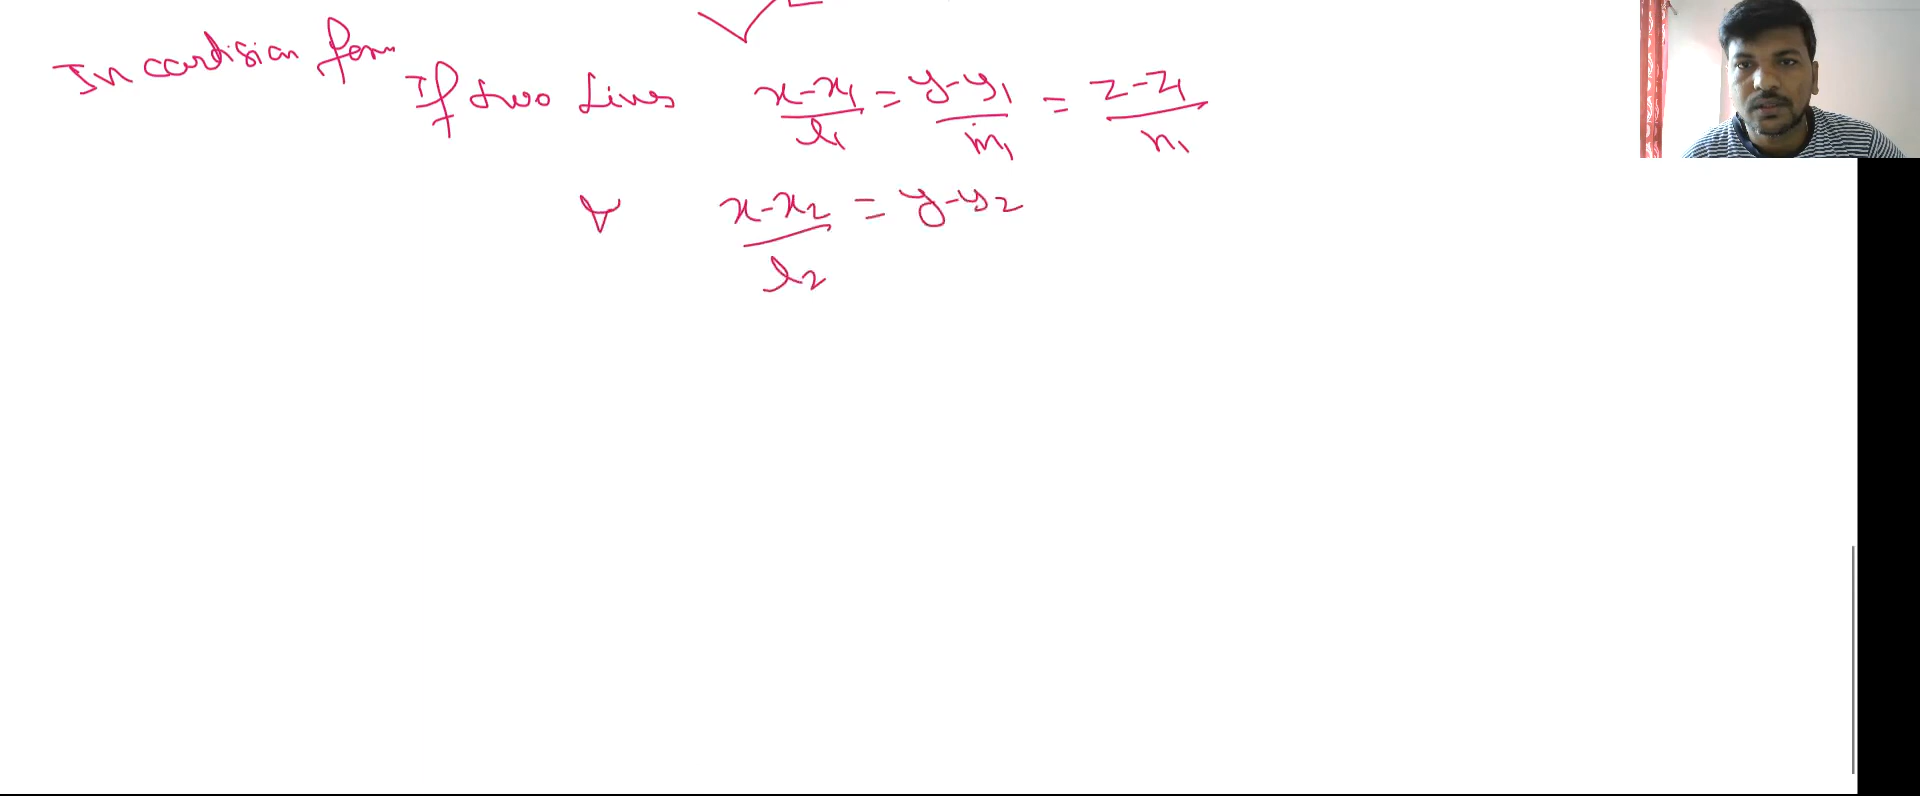 In cartisian form
If two Lines x-x₁/l₁ = y-y₁/m₁ = z-z₁/n₁
x-x₂/l₂ = y-y₂